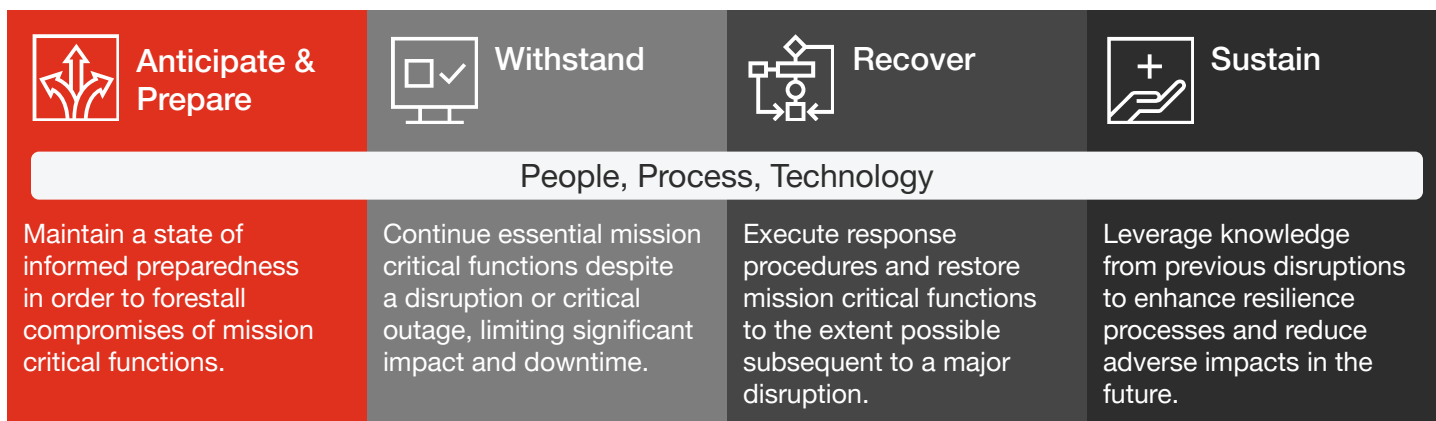 Anticipate &
Prepare
Withstand
Recover
Sustain
People, Process, Technology
Maintain a state of
informed preparedness
in order to forestall
compromises of mission
critical functions.
Continue essential mission
critical functions despite
a disruption or critical
outage, limiting significant
impact and downtime.
Execute response
procedures and restore
mission critical functions
to the extent possible
subsequent to a major
disruption.
Leverage knowledge
from previous disruptions
to enhance resilience
processes and reduce
adverse impacts in the
future.